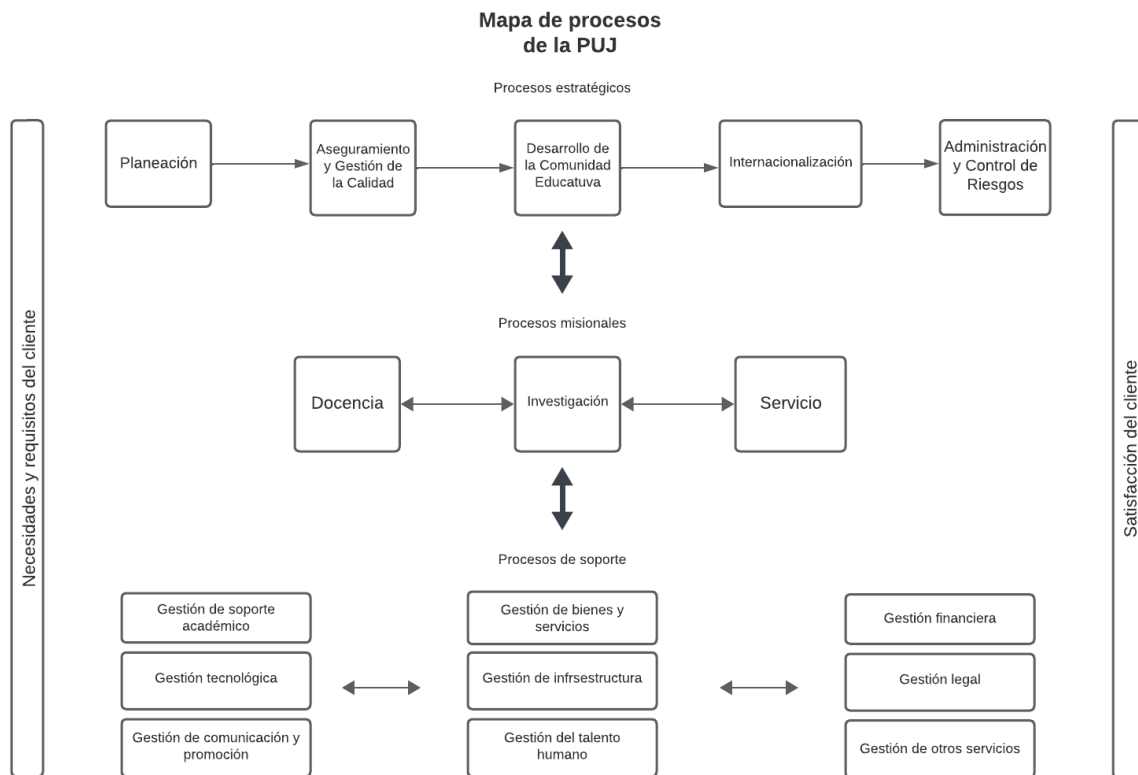 Mapa de procesos
de la PUJ
Procesos estratégicos
Necesidades y requisitos del cliente
Planeación
Aseguramiento
y Gestión de
la Calidad
Desarrollo de
la Comunidad
Educatuva
Internacionalización
Administración
y Control de
Riesgos
Satisfacción del cliente
Procesos misionales
Docencia
Investigación
Servicio
Procesos de soporte
Gestión de soporte
académico
Gestión de bienes y
servicios
Gestión financiera
Gestión tecnológica
Gestión de infrsestructura
Gestión legal
Gestión de comunicación y
promoción
Gestión del talento
humano
Gestión de otros servicios